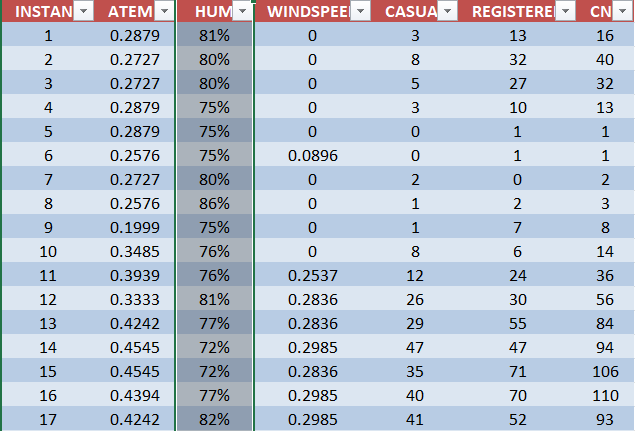 INSTAN ATEM HUM WINDSPEE CASUA REGISTERE CN
1 0.2879 81% 0 3 13 16
2 0.2727 80% 0 8 32 40
3 0.2727 80% 0 5 27 32
4 0.2879 75% 0 3 10 13
5 0.2879 75% 0 0 1 1
6 0.2576 75% 0.0896 0 1 1
7 0.2727 80% 0 2 0 2
8 0.2576 86% 0 1 2 3
9 0.1999 75% 0 1 7 8
10 0.3485 76% 0 8 6 14
11 0.3939 76% 0.2537 12 24 36
12 0.3333 81% 0.2836 26 30 56
13 0.4242 77% 0.2836 29 55 84
14 0.4545 72% 0.2985 47 47 94
15 0.4545 72% 0.2836 35 71 106
16 0.4394 77% 0.2985 40 70 110
17 0.4242 82% 0.2985 41 52 93